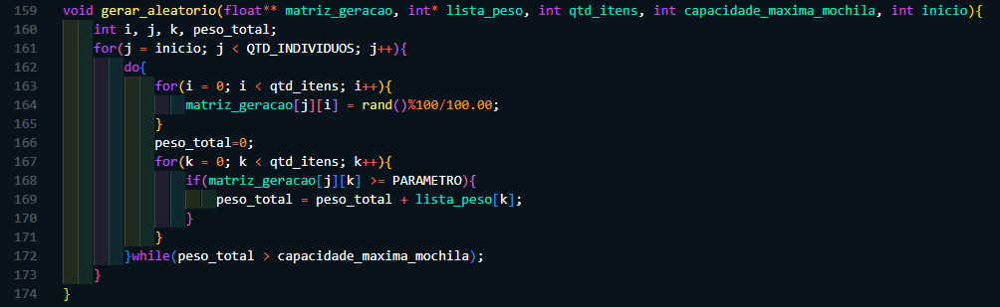 159 void gerar_aleatorio(float** matriz_geracao, int* lista_peso, int qtd_itens, int capacidade_maxima_mochila, int inicio){
160     int i, j, k, peso_total;
161     for(j = inicio; j < QTD_INDIVIDUOS; j++){
162         do{
163             for(i = 0; i < qtd_itens; i++){
164                 matriz_geracao[j][i] = rand()%100/100.00;
165             }
166             peso_total=0;
167             for(k = 0; k < qtd_itens; k++){
168                 if(matriz_geracao[j][k] >= PARAMETRO){
169                     peso_total = peso_total + lista_peso[k];
170                 }
171             }
172         }while(peso_total > capacidade_maxima_mochila);
173     }
174 }